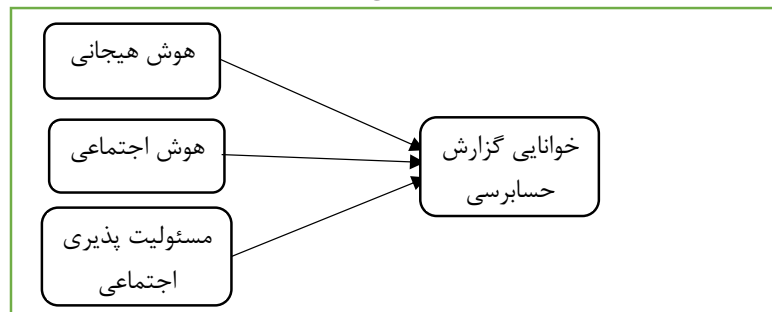 هوش هیجانی
هوش اجتماعی
خوانایی گزارش
حسابرسی
مسئولیت پذیری
اجتماعی